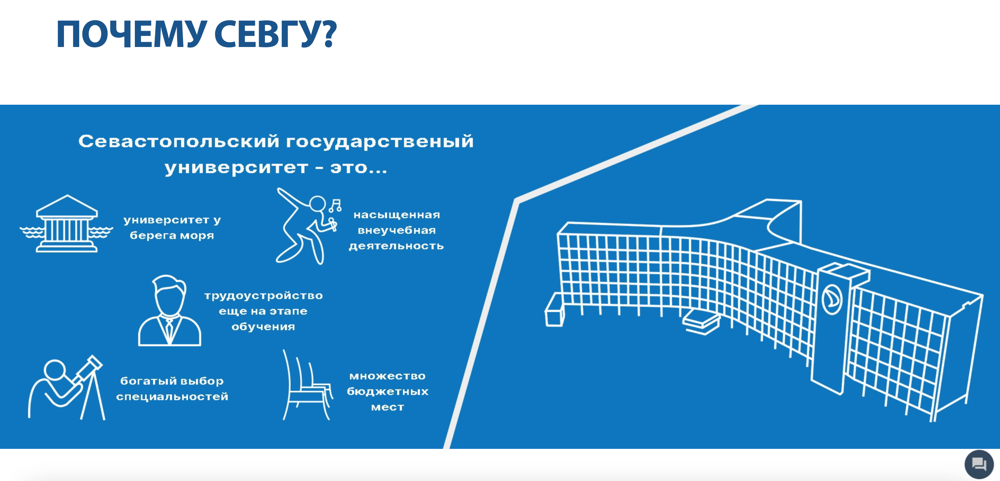 ПОЧЕМУ СЕВГУ?
Севастопольский государственый
университет - это...
университет у
берега моря
насыщенная
внеучебная
деятельность
трудоустройство
еще на этапе
обучения
богатый выбор
специальностей
множество
бюджетных
мест